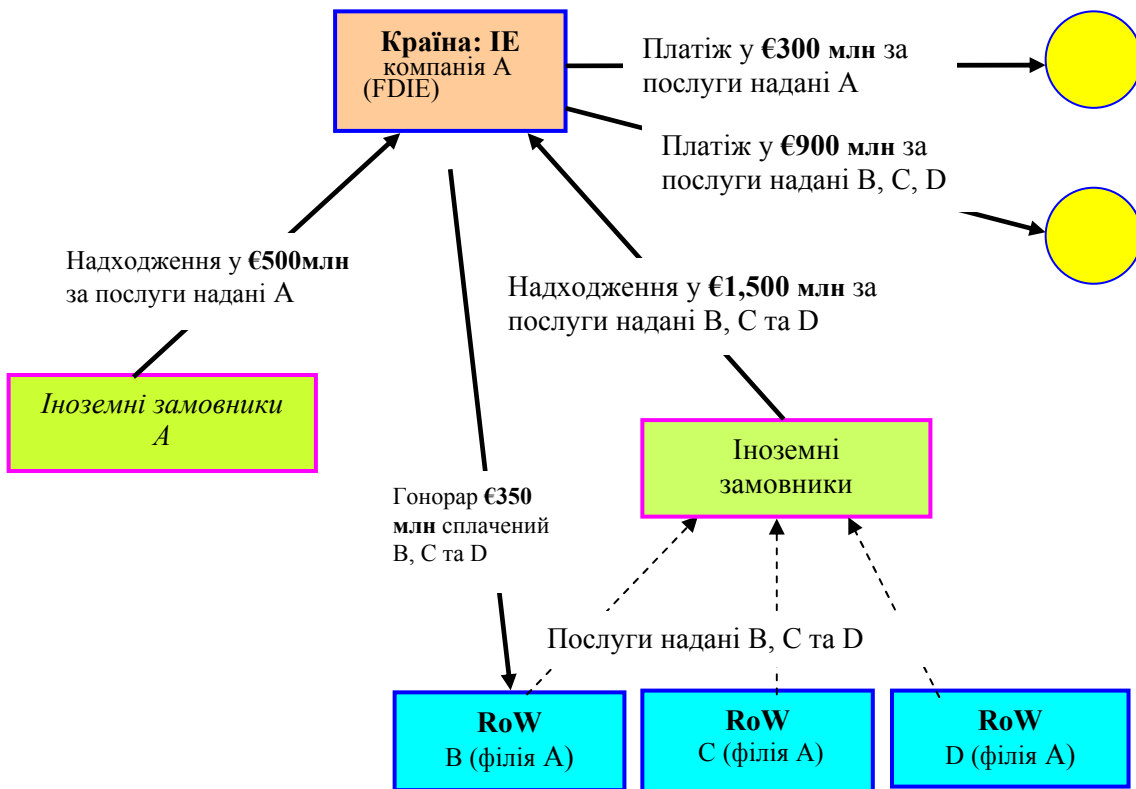 Країна: IE
компанія A
(FDIE)
Платіж у €300 млн за
послуги надані A
Платіж у €900 млн за
послуги надані B, C, D
Надходження у €500млн
за послуги надані A
Надходження у €1,500 млн за
послуги надані B, C та D
Іноземні замовники
A
Іноземні
замовники
Гонорар €350
млн сплачений
B, C та D
Послуги надані B, C та D
RoW
B (філія A)
RoW
C (філія A)
RoW
D (філія A)